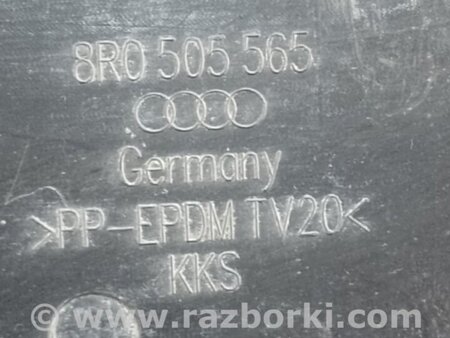 8R0 505 565
Germany
>PP-EPDM TV20<
KKS
© www.razborki.com